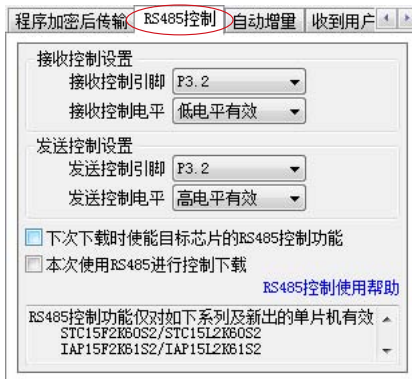 程序加密后传输 RS485控制 自动增量 收到用户
接收控制设置
接收控制引脚 P3.2
接收控制电平 低电平有效
发送控制设置
发送控制引脚 P3.2
发送控制电平 高电平有效
下次下载时使能目标芯片的RS485控制功能
本次使用RS485进行控制下载
RS485控制使用帮助
RS485控制功能仅对如下系列及新出的单片机有效
STC15F2K60S2/STC15L2K60S2
IAP15F2K61S2/IAP15L2K61S2